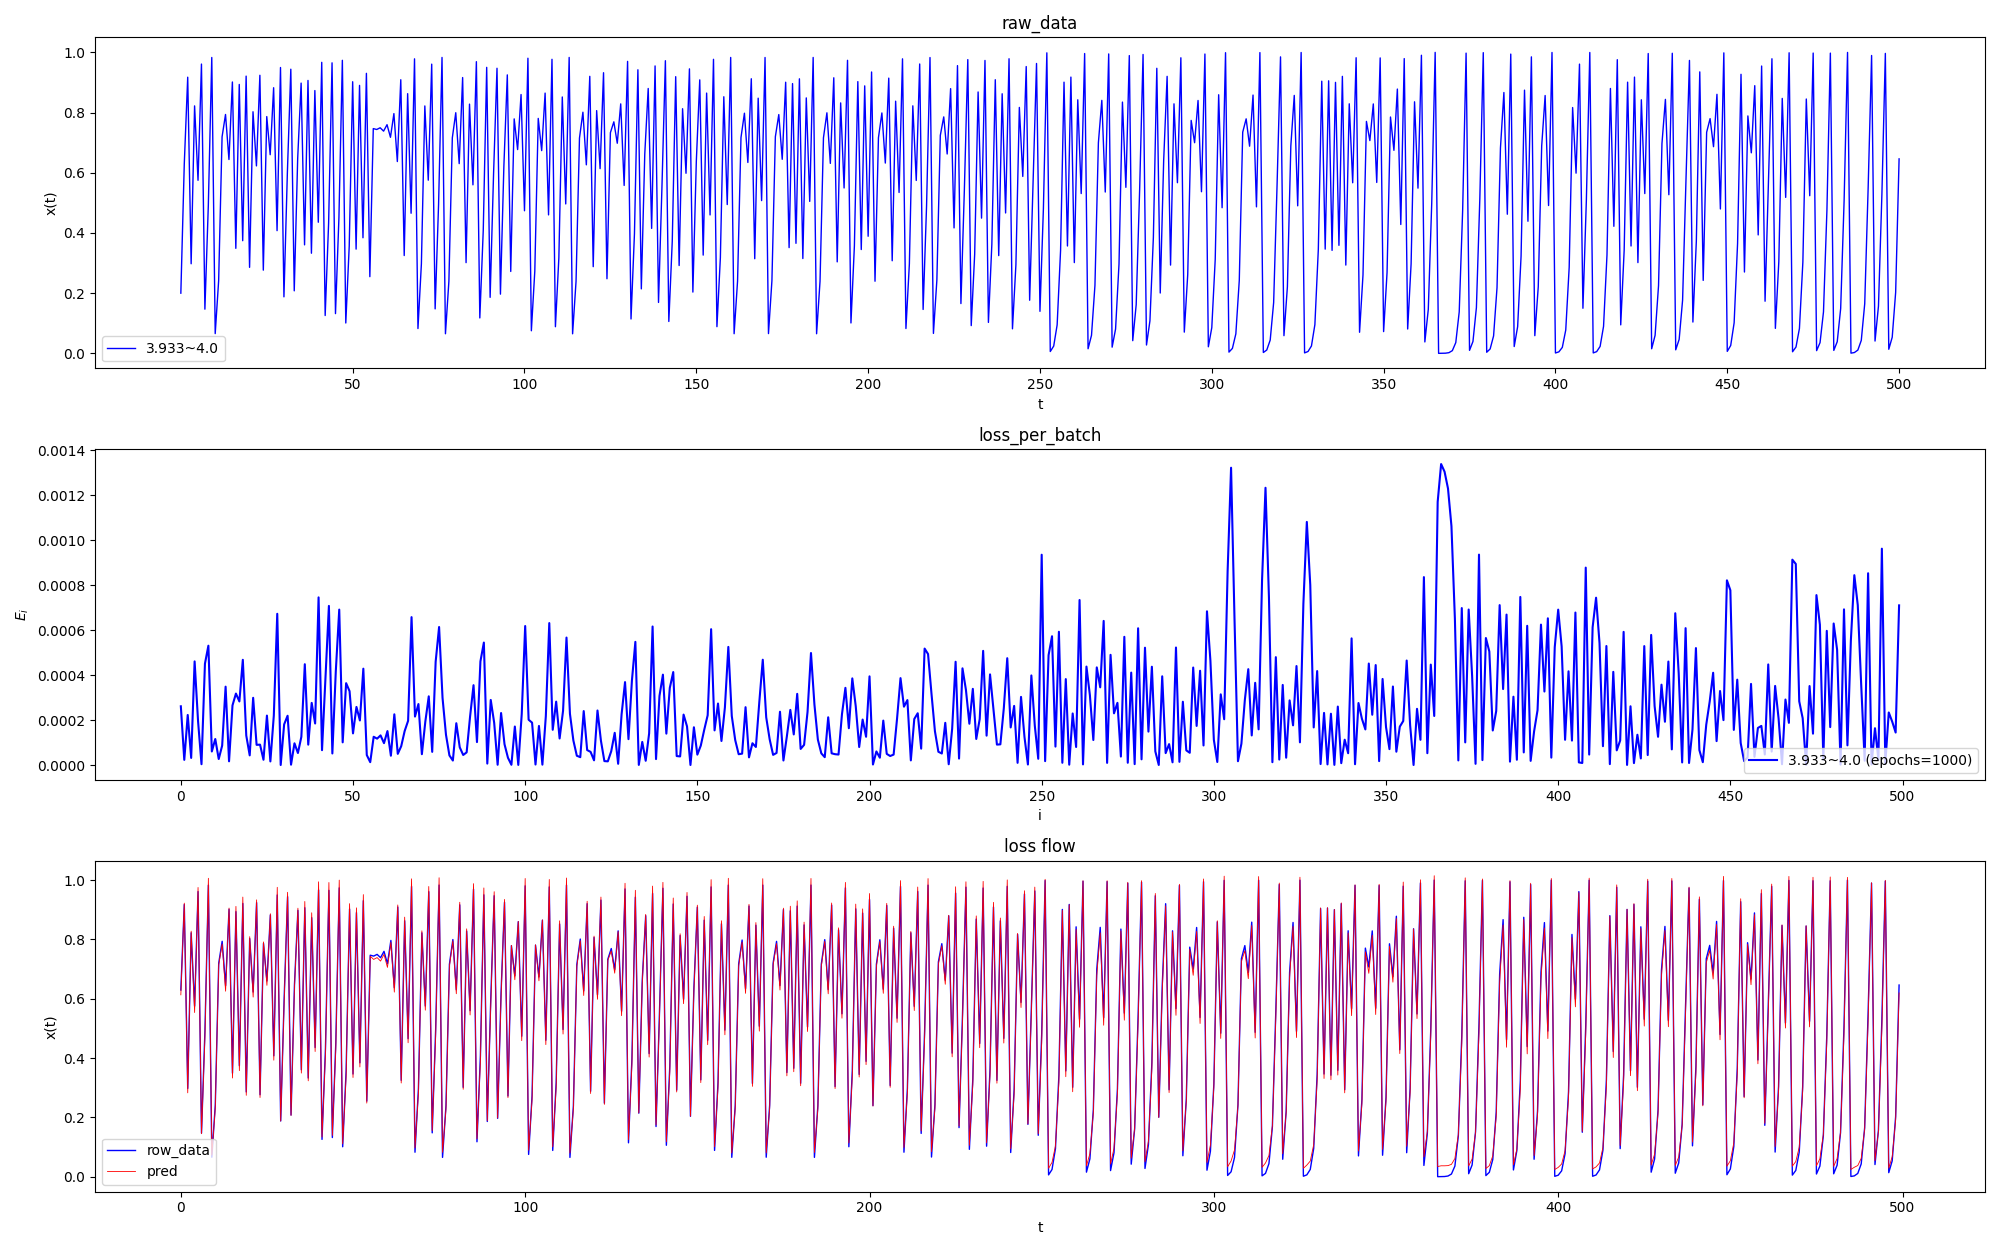 raw_data
1.0
0.8
0.6
0.4
0.2
0.0
x(t)
3.933~4.0
50 100 150 200 250 300 350 400 450 500
t
loss_per_batch
0.0014
0.0012
0.0010
0.0008
0.0006
0.0004
0.0002
0.0000
E_i
3.933~4.0 (epochs=1000)
0 50 100 150 200 250 300 350 400 450 500
i
loss flow
1.0
0.8
0.6
0.4
0.2
0.0
x(t)
row_data
pred
0 100 200 300 400 500
t